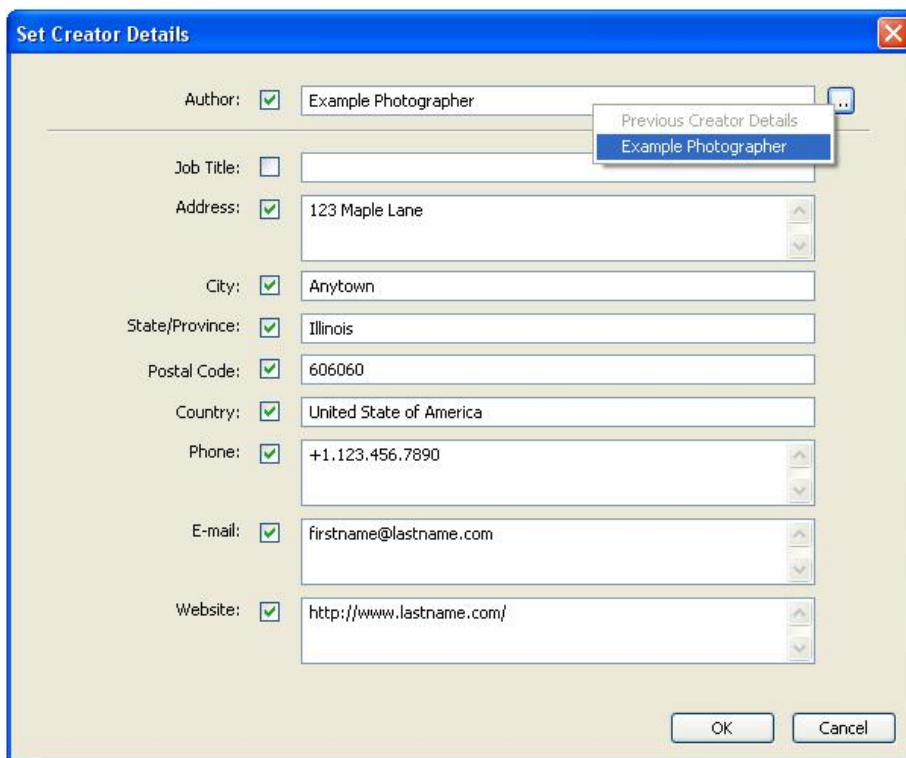 Set Creator Details
Author: Example Photographer ...
Previous Creator Details
Example Photographer
Job Title:
Address: 123 Maple Lane
City: Anytown
State/Province: Illinois
Postal Code: 606060
Country: United State of America
Phone: +1.123.456.7890
E-mail: firstname@lastname.com
Website: http://www.lastname.com/
OK Cancel